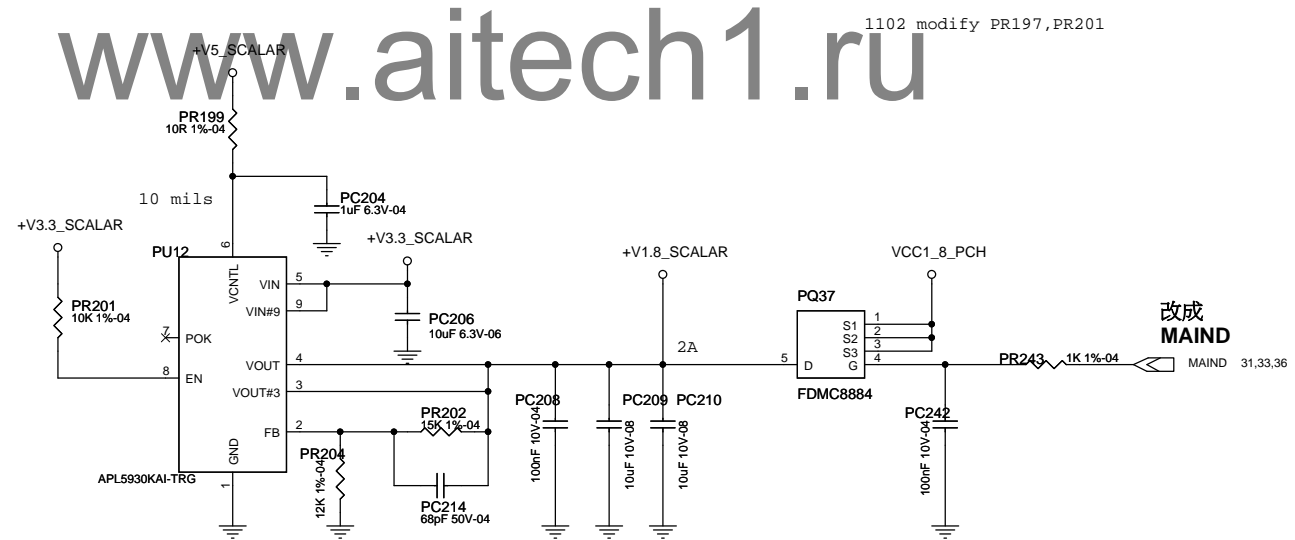 1102 modify PR197,PR201
www.aitech1.ru
+V5_SCALAR
PR199
10R 1%-04
10 mils
PC204
1uF 6.3V-04
+V3.3_SCALAR
+V3.3_SCALAR
+V1.8_SCALAR
VCC1_8_PCH
6
PU12
VCNTL
VIN
5
VIN#9
9
PR201
10K 1%-04
PC206
10uF 6.3V-06
7
POK
8
EN
VOUT
4
VOUT#3
3
FB
2
GND
1
APL5930KAI-TRG
2A
PQ37
S1
1
S2
2
S3
3
G
4
5
D
FDMC8884
改成
MAIND
PR243
1K 1%-04
MAIND 31,33,36
PR202
15K 1%-04
PR204
12K 1%-04
PC214
68pF 50V-04
PC208
100nF 10V-04
PC209
10uF 10V-08
PC210
10uF 10V-08
PC242
100nF 10V-04